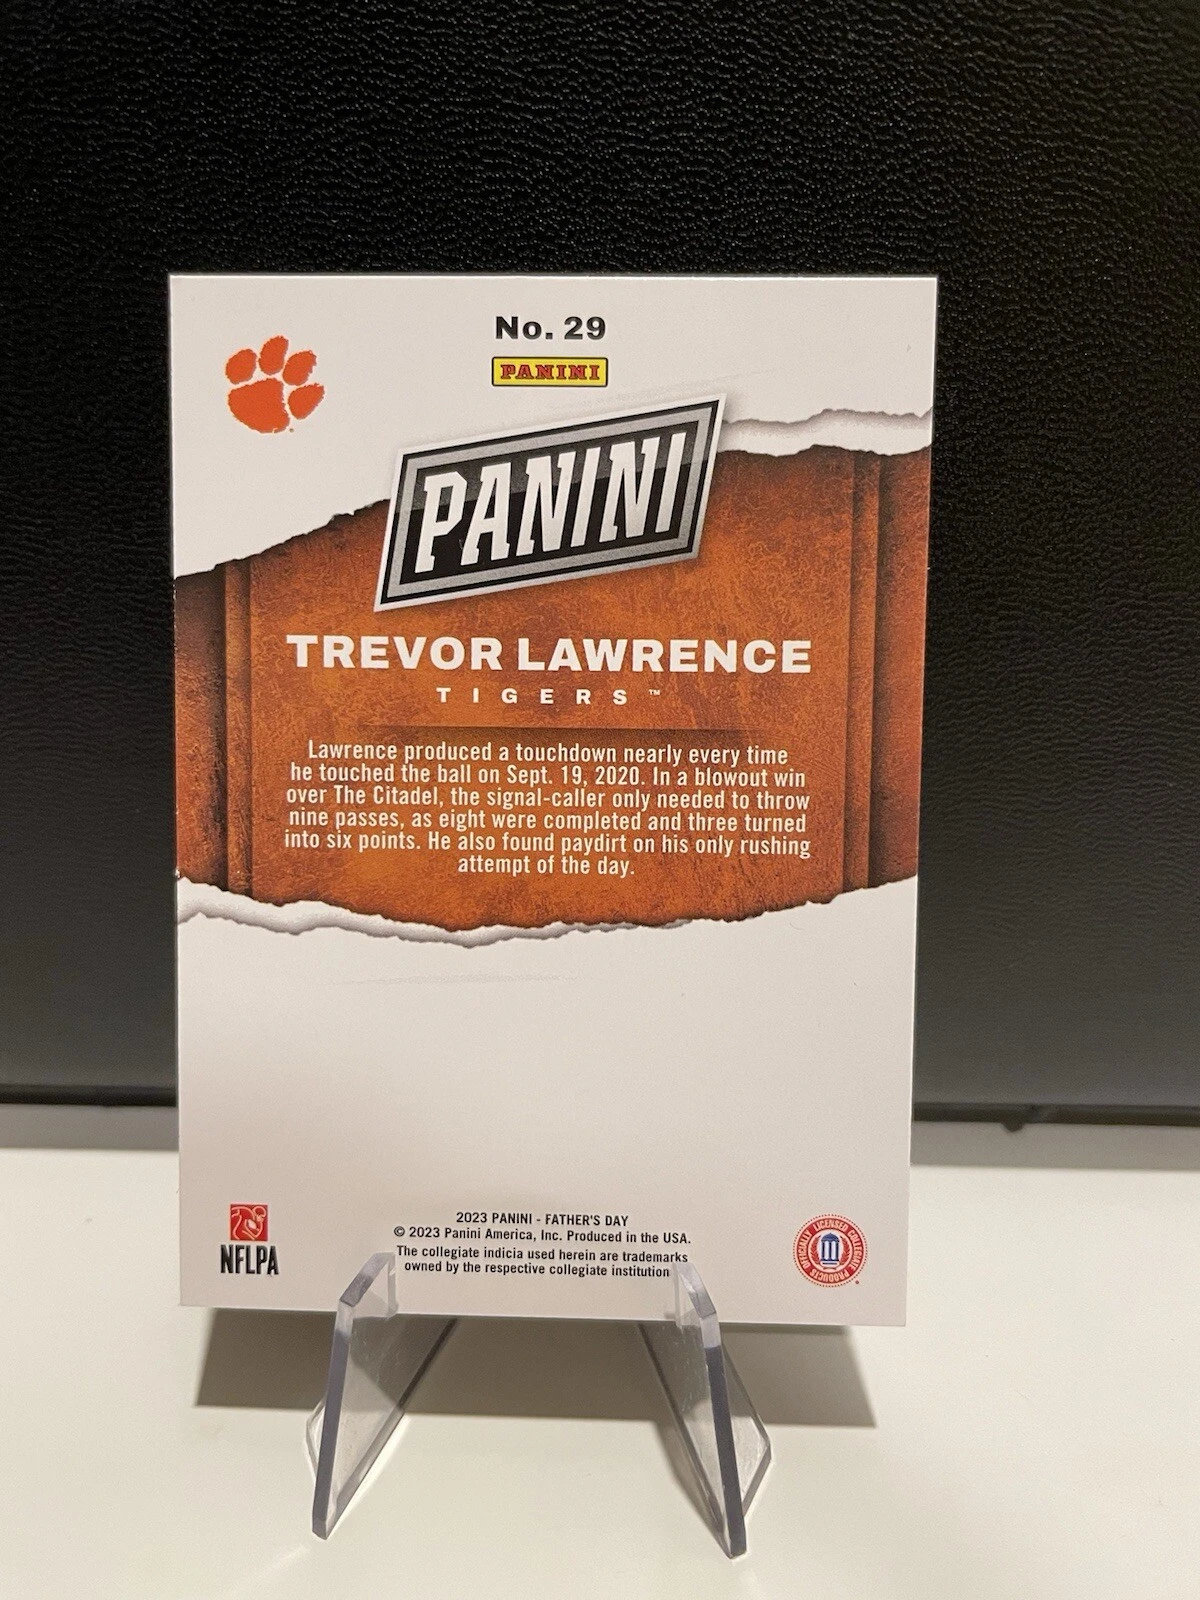 No. 29
PANINI
PANINI
TREVOR LAWRENCE
TIGERS™
Lawrence produced a touchdown nearly every time
he touched the ball on Sept. 19, 2020. In a blowout win
over The Citadel, the signal-caller only needed to throw
nine passes, as eight were completed and three turned
into six points. He also found paydirt on his only rushing
attempt of the day.
2023 PANINI - FATHER'S DAY
© 2023 Panini America, Inc. Produced in the USA.
The collegiate indicia used herein are trademarks
owned by the respective collegiate institution
NFLPA
OFFICIALLY LICENSED COLLEGIATE PRODUCTS